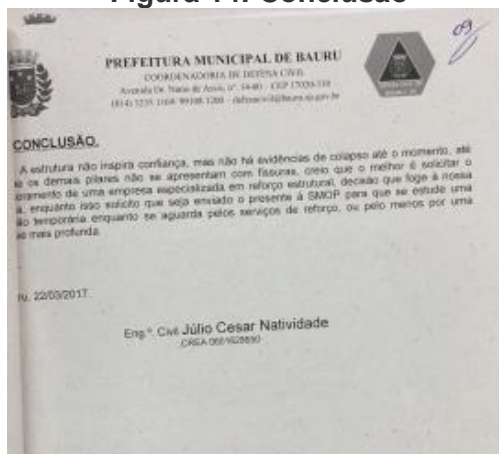 09
PREFEITURA MUNICIPAL DE BAURU
COORDENADORIA DE DEFESA CIVIL
CONCLUSÃO.
A estrutura não inspira confiança, mas não há evidências de colapso até o momento, até
e os demais pilares não se apresentam com fissuras, creio que o melhor é solicitar o
oramento de uma empresa especializada em reforço estrutural, decisão que foge à nossa
a, enquanto isso solicito que seja enviado o presente à SMOP para que se estude uma
ão temporária enquanto se aguarda pelos serviços de reforço, ou pelo menos por uma
se mais profunda.
22/03/2017.
Eng.º. Civil Júlio Cesar Natividade
CREA